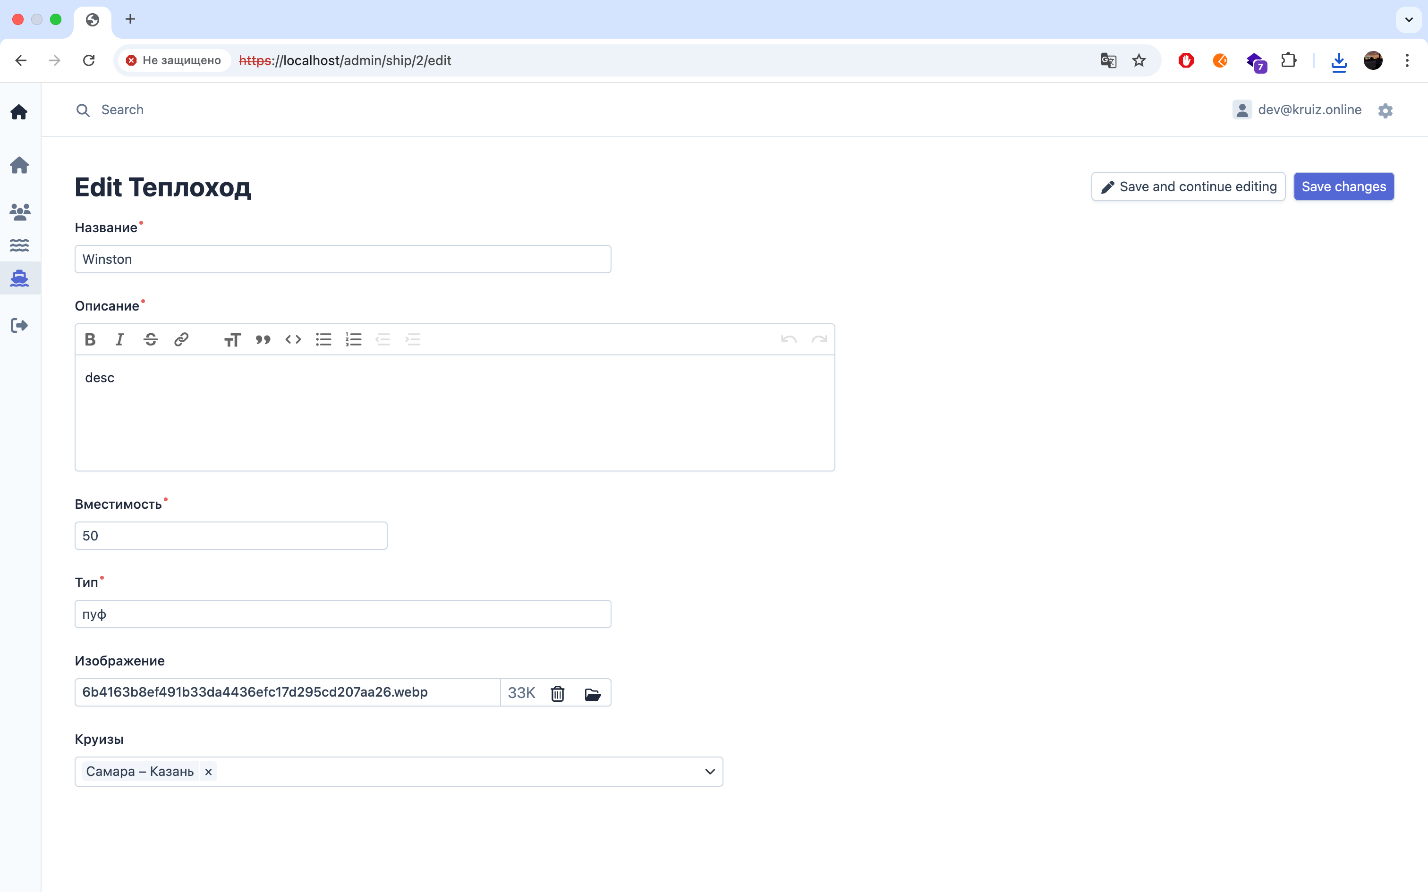 Не защищено
https://localhost/admin/ship/2/edit
7
Search
dev@kruiz.online
Edit Теплоход
Save and continue editing
Save changes
Название*
Winston
Описание*
desc
Вместимость*
50
Тип*
пуф
Изображение
6b4163b8ef491b33da4436efc17d295cd207aa26.webp
33K
Круизы
Самара – Казань ×